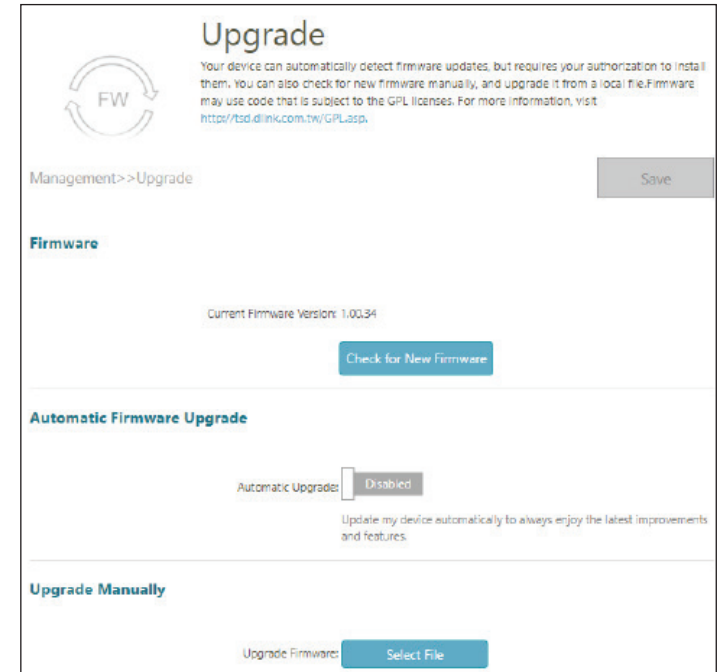 Upgrade
Your device can automatically detect firmware updates, but requires your authorization to install
them. You can also check for new firmware manually, and upgrade it from a local file.Firmware
may use code that is subject to the GPL licenses. For more information, visit
http://tsd.dlink.com.tw/GPL.asp.
FW
Management>>Upgrade
Save
Firmware
Current Firmware Version: 1.00.34
Check for New Firmware
Automatic Firmware Upgrade
Automatic Upgrade: Disabled
Update my device automatically to always enjoy the latest improvements
and features.
Upgrade Manually
Upgrade Firmware: Select File